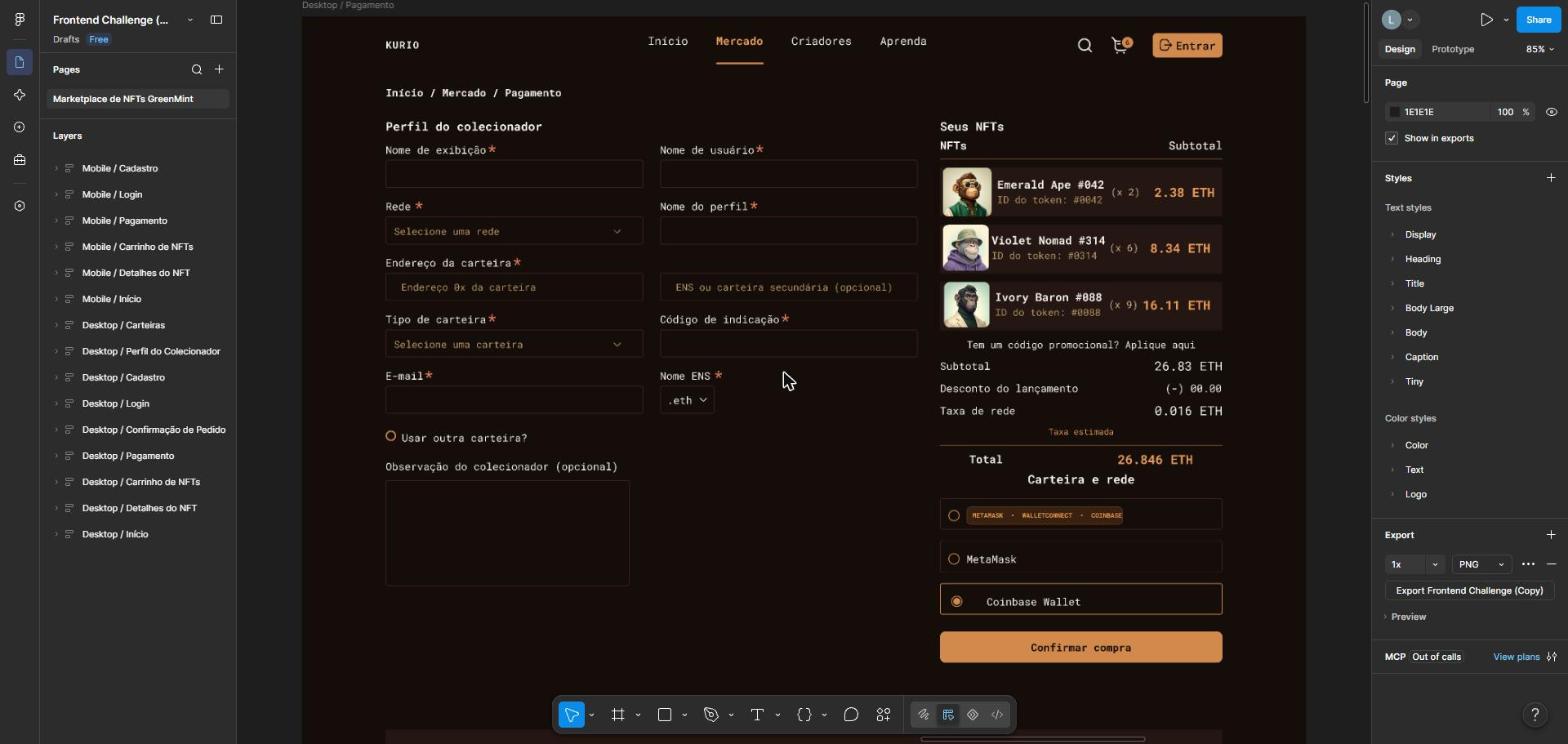 Frontend Challenge (...
Drafts Free
Pages
Marketplace de NFTs GreenMint
Layers
Mobile / Cadastro
Mobile / Login
Mobile / Pagamento
Mobile / Carrinho de NFTs
Mobile / Detalhes do NFT
Mobile / Início
Desktop / Carteiras
Desktop / Perfil do Colecionador
Desktop / Cadastro
Desktop / Login
Desktop / Confirmação de Pedido
Desktop / Pagamento
Desktop / Carrinho de NFTs
Desktop / Detalhes do NFT
Desktop / Início
Desktop / Pagamento
KURIO
Início Mercado Criadores Aprenda
6
Entrar
Início / Mercado / Pagamento
Perfil do colecionador
Nome de exibição* Nome de usuário*
Rede * Nome do perfil*
Selecione uma rede
Endereço da carteira*
Endereço 0x da carteira ENS ou carteira secundária (opcional)
Tipo de carteira* Código de indicação*
Selecione uma carteira
E-mail* Nome ENS *
.eth
Usar outra carteira?
Observação do colecionador (opcional)
Seus NFTs
NFTs Subtotal
Emerald Ape #042 (x 2) 2.38 ETH
ID do token: #0042
Violet Nomad #314 (x 6) 8.34 ETH
ID do token: #0314
Ivory Baron #088 (x 9) 16.11 ETH
ID do token: #0088
Tem um código promocional? Aplique aqui
Subtotal 26.83 ETH
Desconto do lançamento (-) 00.00
Taxa de rede 0.016 ETH
Taxa estimada
Total 26.846 ETH
Carteira e rede
METAMASK • WALLETCONNECT • COINBASE
MetaMask
Coinbase Wallet
Confirmar compra
L
Share
Design Prototype 85%
Page
1E1E1E 100 %
Show in exports
Styles
Text styles
Display
Heading
Title
Body Large
Body
Caption
Tiny
Color styles
Color
Text
Logo
Export
1x PNG
Export Frontend Challenge (Copy)
Preview
MCP Out of calls View plans
?